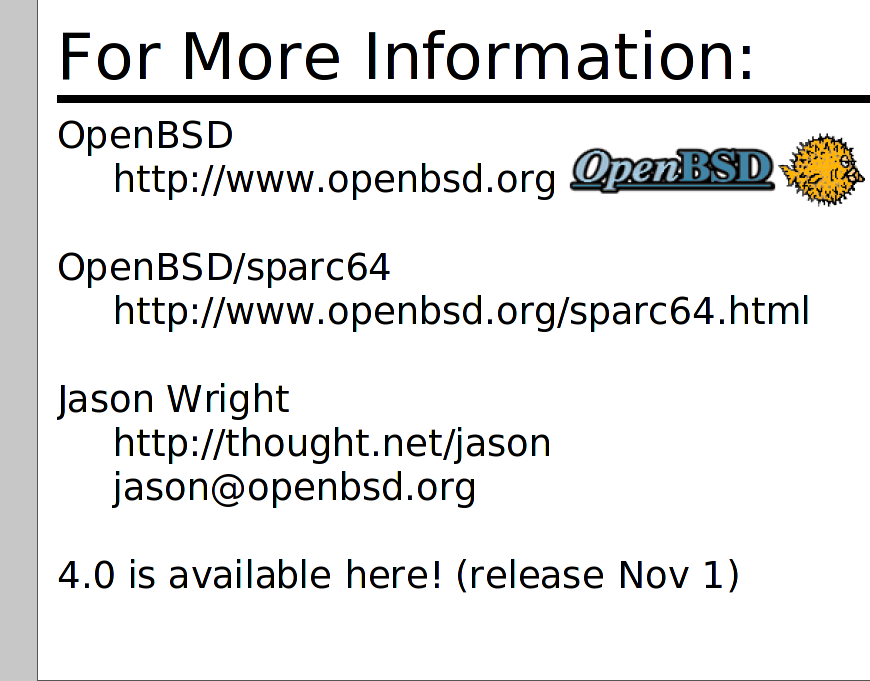 For More Information:
OpenBSD
http://www.openbsd.org OpenBSD
OpenBSD/sparc64
http://www.openbsd.org/sparc64.html
Jason Wright
http://thought.net/jason
jason@openbsd.org
4.0 is available here! (release Nov 1)